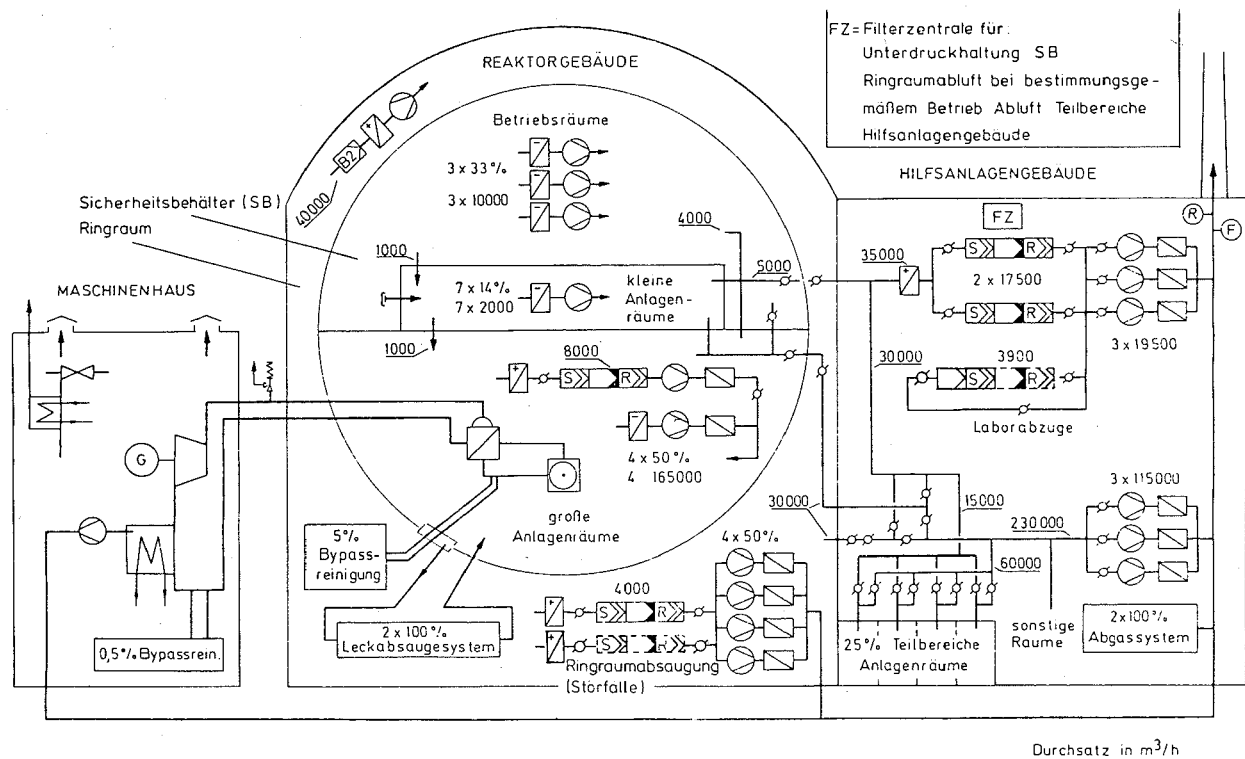 FZ=Filterzentrale für:
Unterdruckhaltung SB
Ringraumabluft bei bestimmungsge-
mäßem Betrieb Abluft Teilbereiche
Hilfsanlagengebäude
REAKTORGEBÄUDE
HILFSANLAGENGEBÄUDE
MASCHINENHAUS
Sicherheitsbehälter (SB)
Ringraum
40000
B2
+
Betriebsräume
3 x 33 %
3 x 10000
4000
1000
5000
7 x 14%
7 x 2000
kleine
Anlagen-
räume
1000
8000
+
S
R
4 x 50 %
4 165000
große
Anlagenräume
5%
Bypass-
reinigung
2 x 100 %
Leckabsaugesystem
4 x 50 %
4000
+
S
R
+
S
R
Ringraumabsaugung
(Störfälle)
G
0,5% Bypassrein.
FZ
R
F
35000
+
S
R
2 x 17500
S
R
3 x 19500
30000
3900
S
R
Laborabzuge
30000
15000
3 x 115000
230000
60000
25% Teilbereiche
Anlagenräume
sonstige
Räume
2 x 100%
Abgassystem
Durchsatz in m³/h